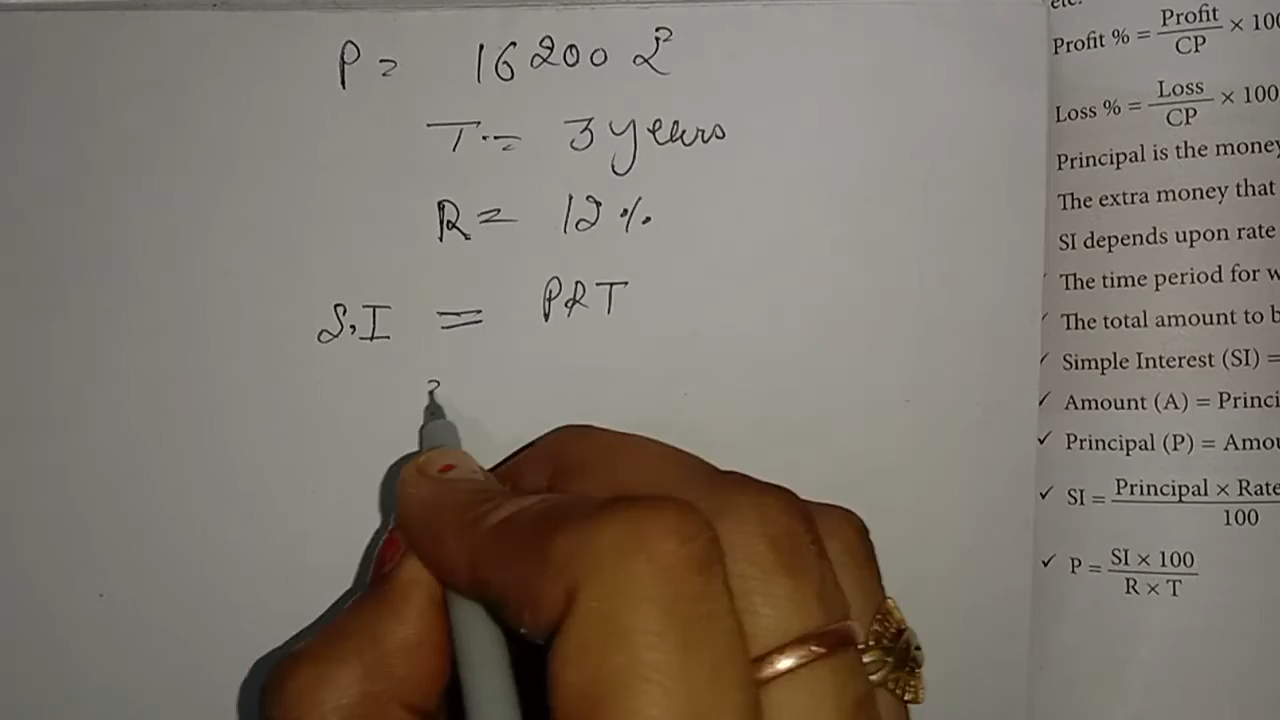 P = 16200 ₹
T = 3 years
R = 12%
S.I = PRT
etc.
Profit % = Profit / CP × 100
Loss % = Loss / CP × 100
Principal is the money
The extra money that
SI depends upon rate
The time period for w
The total amount to b
✓ Simple Interest (SI) =
✓ Amount (A) = Princi
✓ Principal (P) = Amou
✓ SI = Principal × Rate / 100
✓ P = SI × 100 / R × T